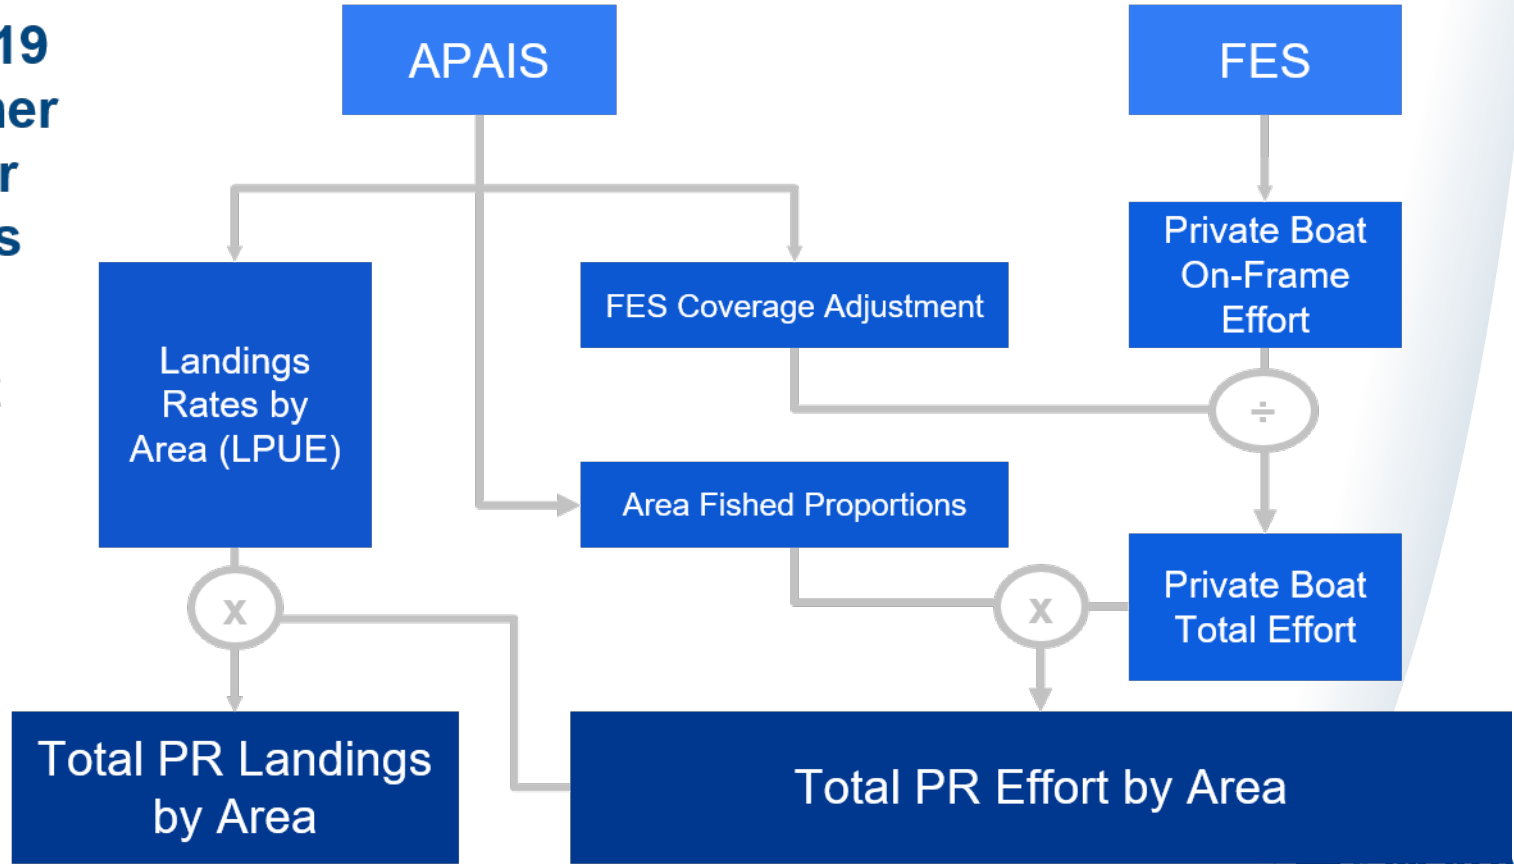 19
APAIS
FES
Private Boat
On-Frame
Effort
FES Coverage Adjustment
Landings
Rates by
Area (LPUE)
÷
Area Fished Proportions
Private Boat
Total Effort
x
x
Total PR Landings
by Area
Total PR Effort by Area